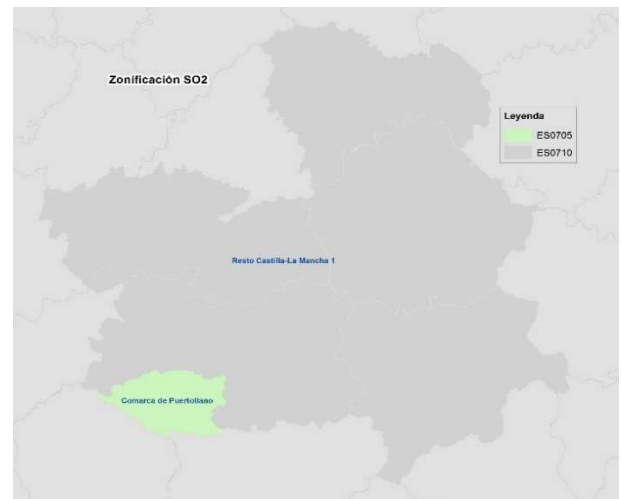 Zonificación SO2
Leyenda
ES0705
ES0710
Resto Castilla-La Mancha 1
Comarca de Puertollano